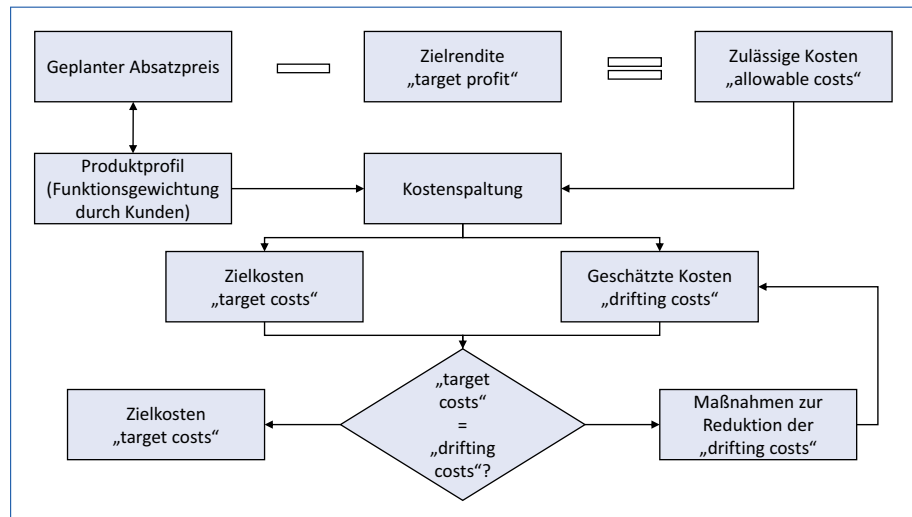 Geplanter Absatzpreis
Zielrendite
„target profit“
Zulässige Kosten
„allowable costs“
Produktprofil
(Funktionsgewichtung
durch Kunden)
Kostenspaltung
Zielkosten
„target costs“
Geschätzte Kosten
„drifting costs“
Zielkosten
„target costs“
„target
costs“
=
„drifting
costs“?
Maßnahmen zur
Reduktion der
„drifting costs“